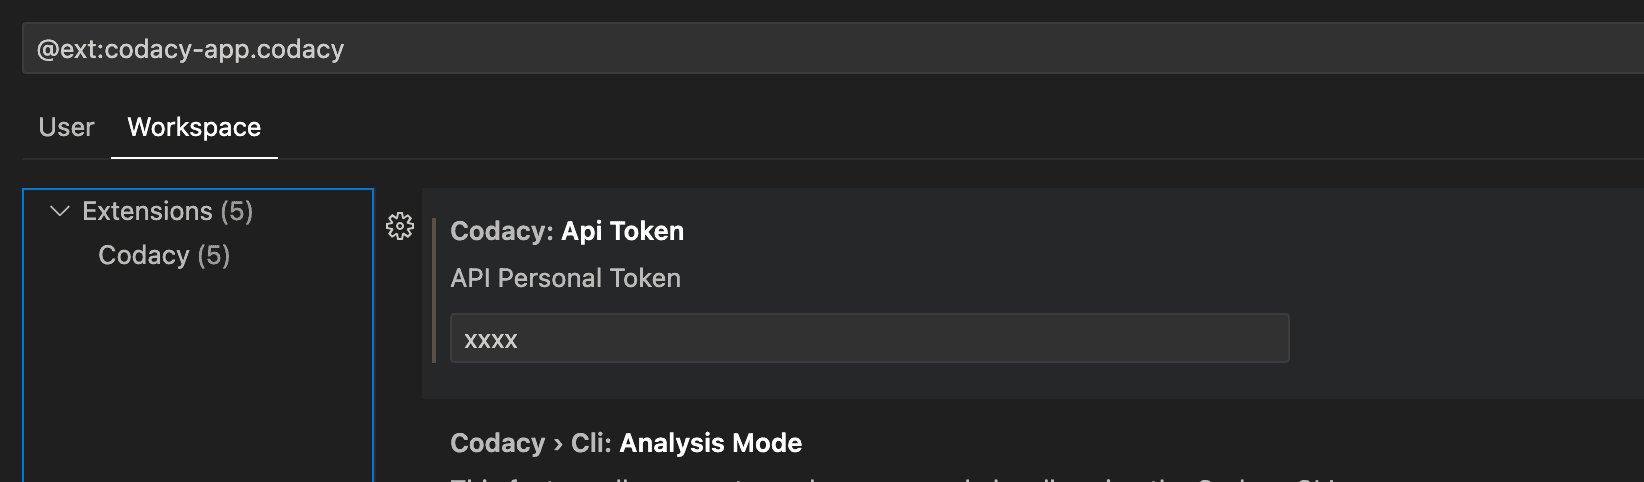 @ext:codacy-app.codacy
User Workspace
Extensions (5)
Codacy (5)
Codacy: Api Token
API Personal Token
xxxx
Codacy › Cli: Analysis Mode